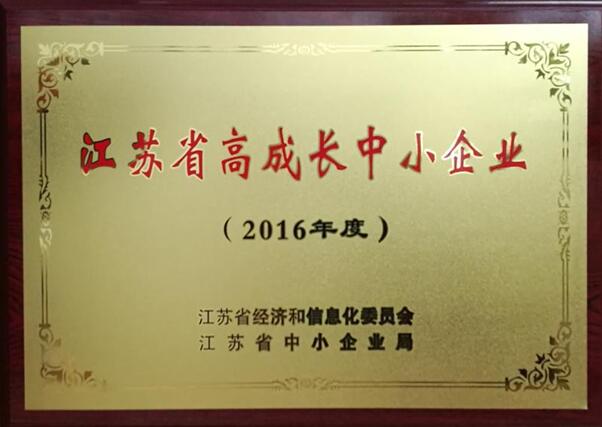 江苏省高成长中小企业
（2016年度）
江苏省经济和信息化委员会
江苏省中小企业局